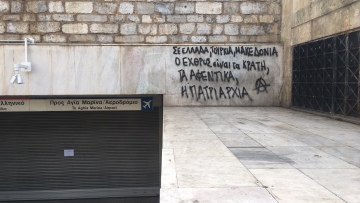 ΣΕ ΕΛΛΑΔΑ, ΤΟΥΡΚΙΑ, ΜΑΚΕΔΟΝΙΑ
Ο ΕΧΘΡΟΣ είναι τα ΚΡΑΤΗ,
ΤΑ ΑΦΕΝΤΙΚΑ,
Η ΠΑΤΡΙΑΡΧΙΑ
Ελληνικό
Προς Αγία Μαρίνα/Αεροδρόμιο
To Agia Marina/Airport